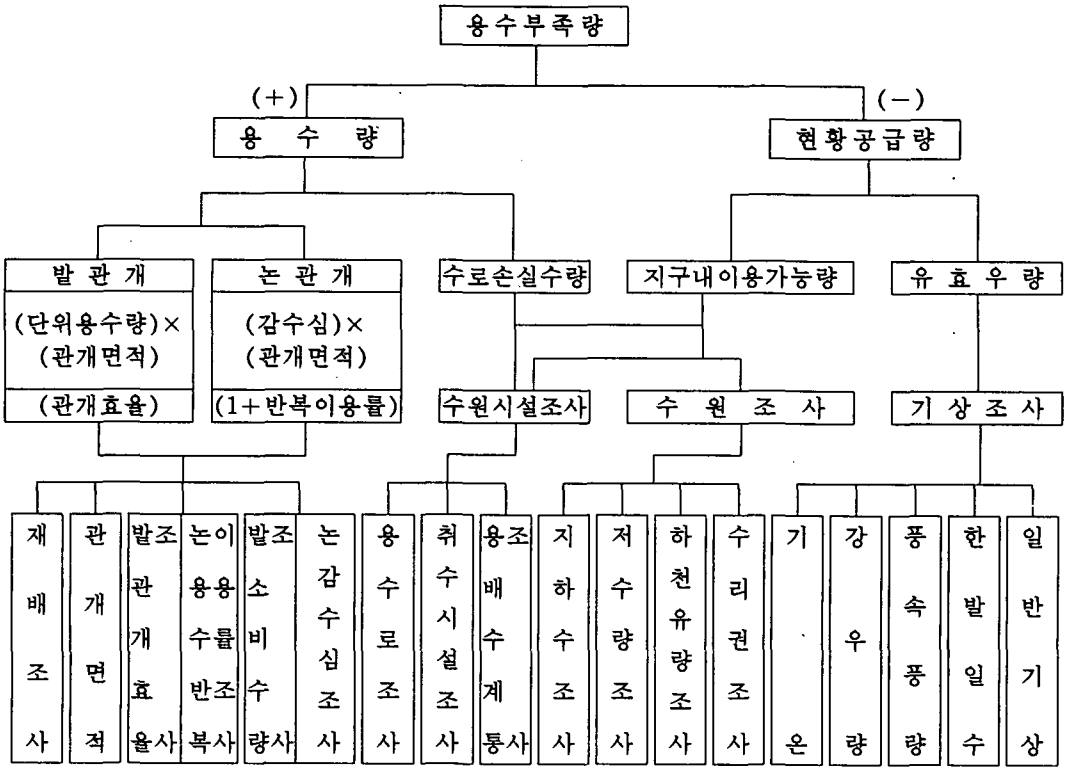 용수부족량
(+)
(-)
용 수 량
현황공급량
발 관 개
논 관 개
수로손실수량
지구내이용가능량
유 효 우 량
(단위용수량)×
(관개면적)
(감수심)×
(관개면적)
(관개효율)
(1+반복이용률)
수원시설조사
수 원 조 사
기 상 조 사
재배조사
관개면적
발관개효율조사
논용수반복이용률조사
발소비수량조사
논감수심조사
용수로조사
취수시설조사
용배수계통조사
지하수조사
저수량조사
하천유량조사
수리권조사
기온
강우량
풍속풍량
한발일수
일반기상